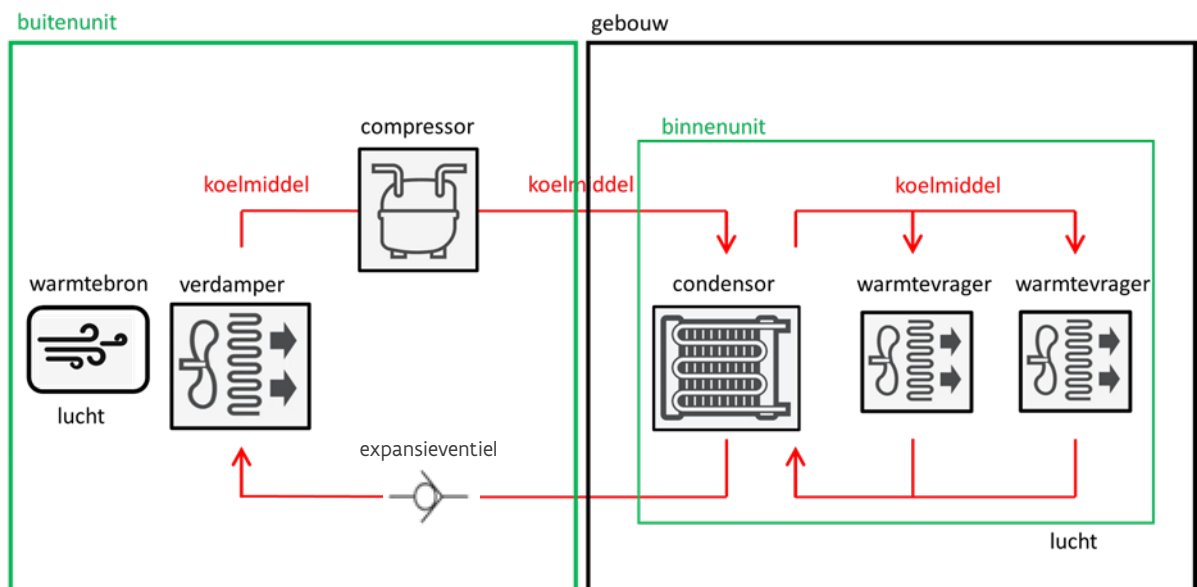 buitenunit
gebouw
compressor
binnenunit
koelmiddel
koelmiddel
koelmiddel
warmtebron
verdamper
condensor
warmtevrager
warmtevrager
lucht
expansieventiel
lucht